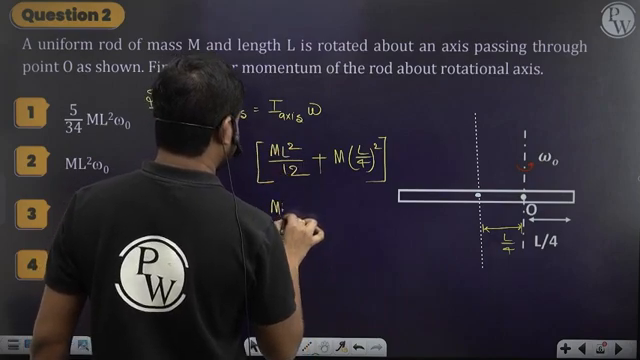 Question 2
A uniform rod of mass M and length L is rotated about an axis passing through
point O as shown. momentum of the rod about rotational axis.
1 5/34 ML²ω₀
2 ML²ω₀
3
4
= I axis ω
[ML²/12 + M(L/4)²]
M
ω₀
O
L/4
L/4
PW
PW